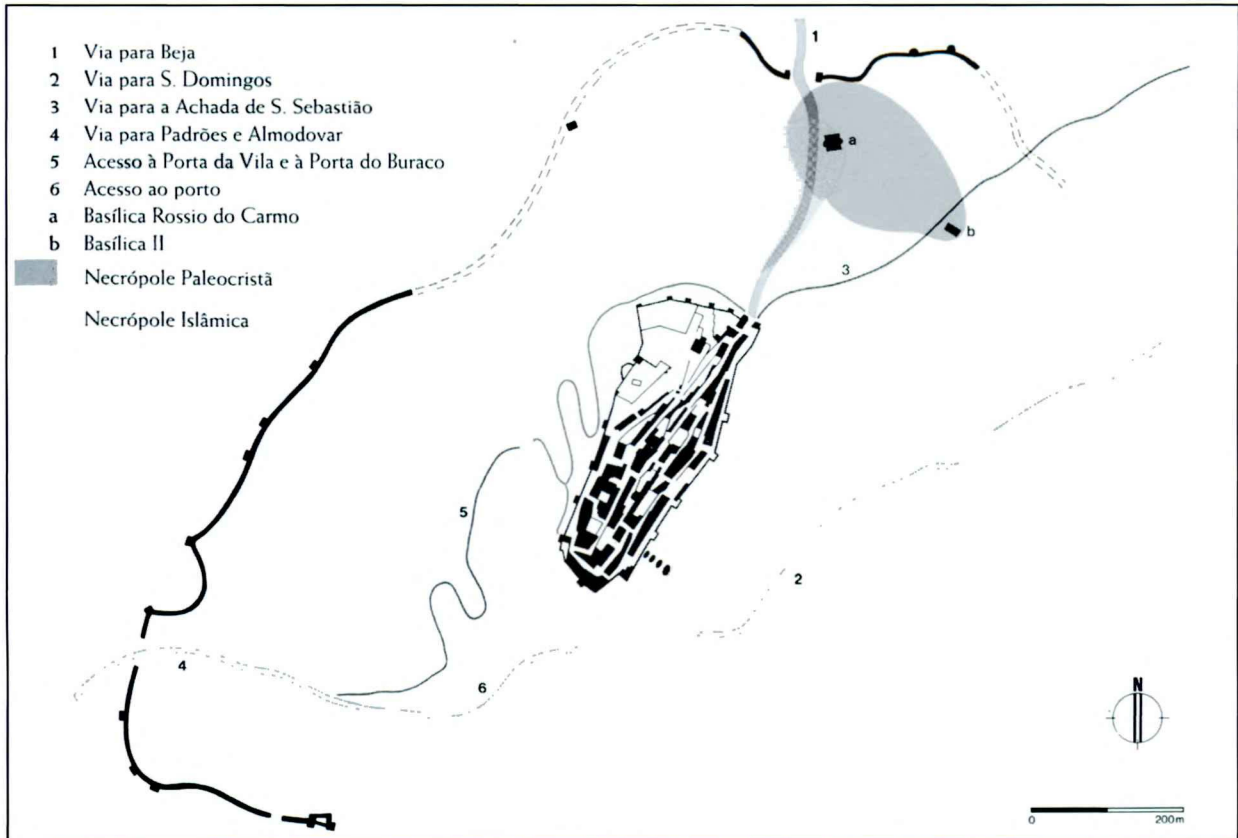 1 Via para Beja
2 Via para S. Domingos
3 Via para a Achada de S. Sebastião
4 Via para Padrões e Almodovar
5 Acesso à Porta da Vila e à Porta do Buraco
6 Acesso ao porto
a Basílica Rossio do Carmo
b Basílica II
Necrópole Paleocristã
Necrópole Islâmica
1
a
b
3
5
2
4
6
N
0 200m